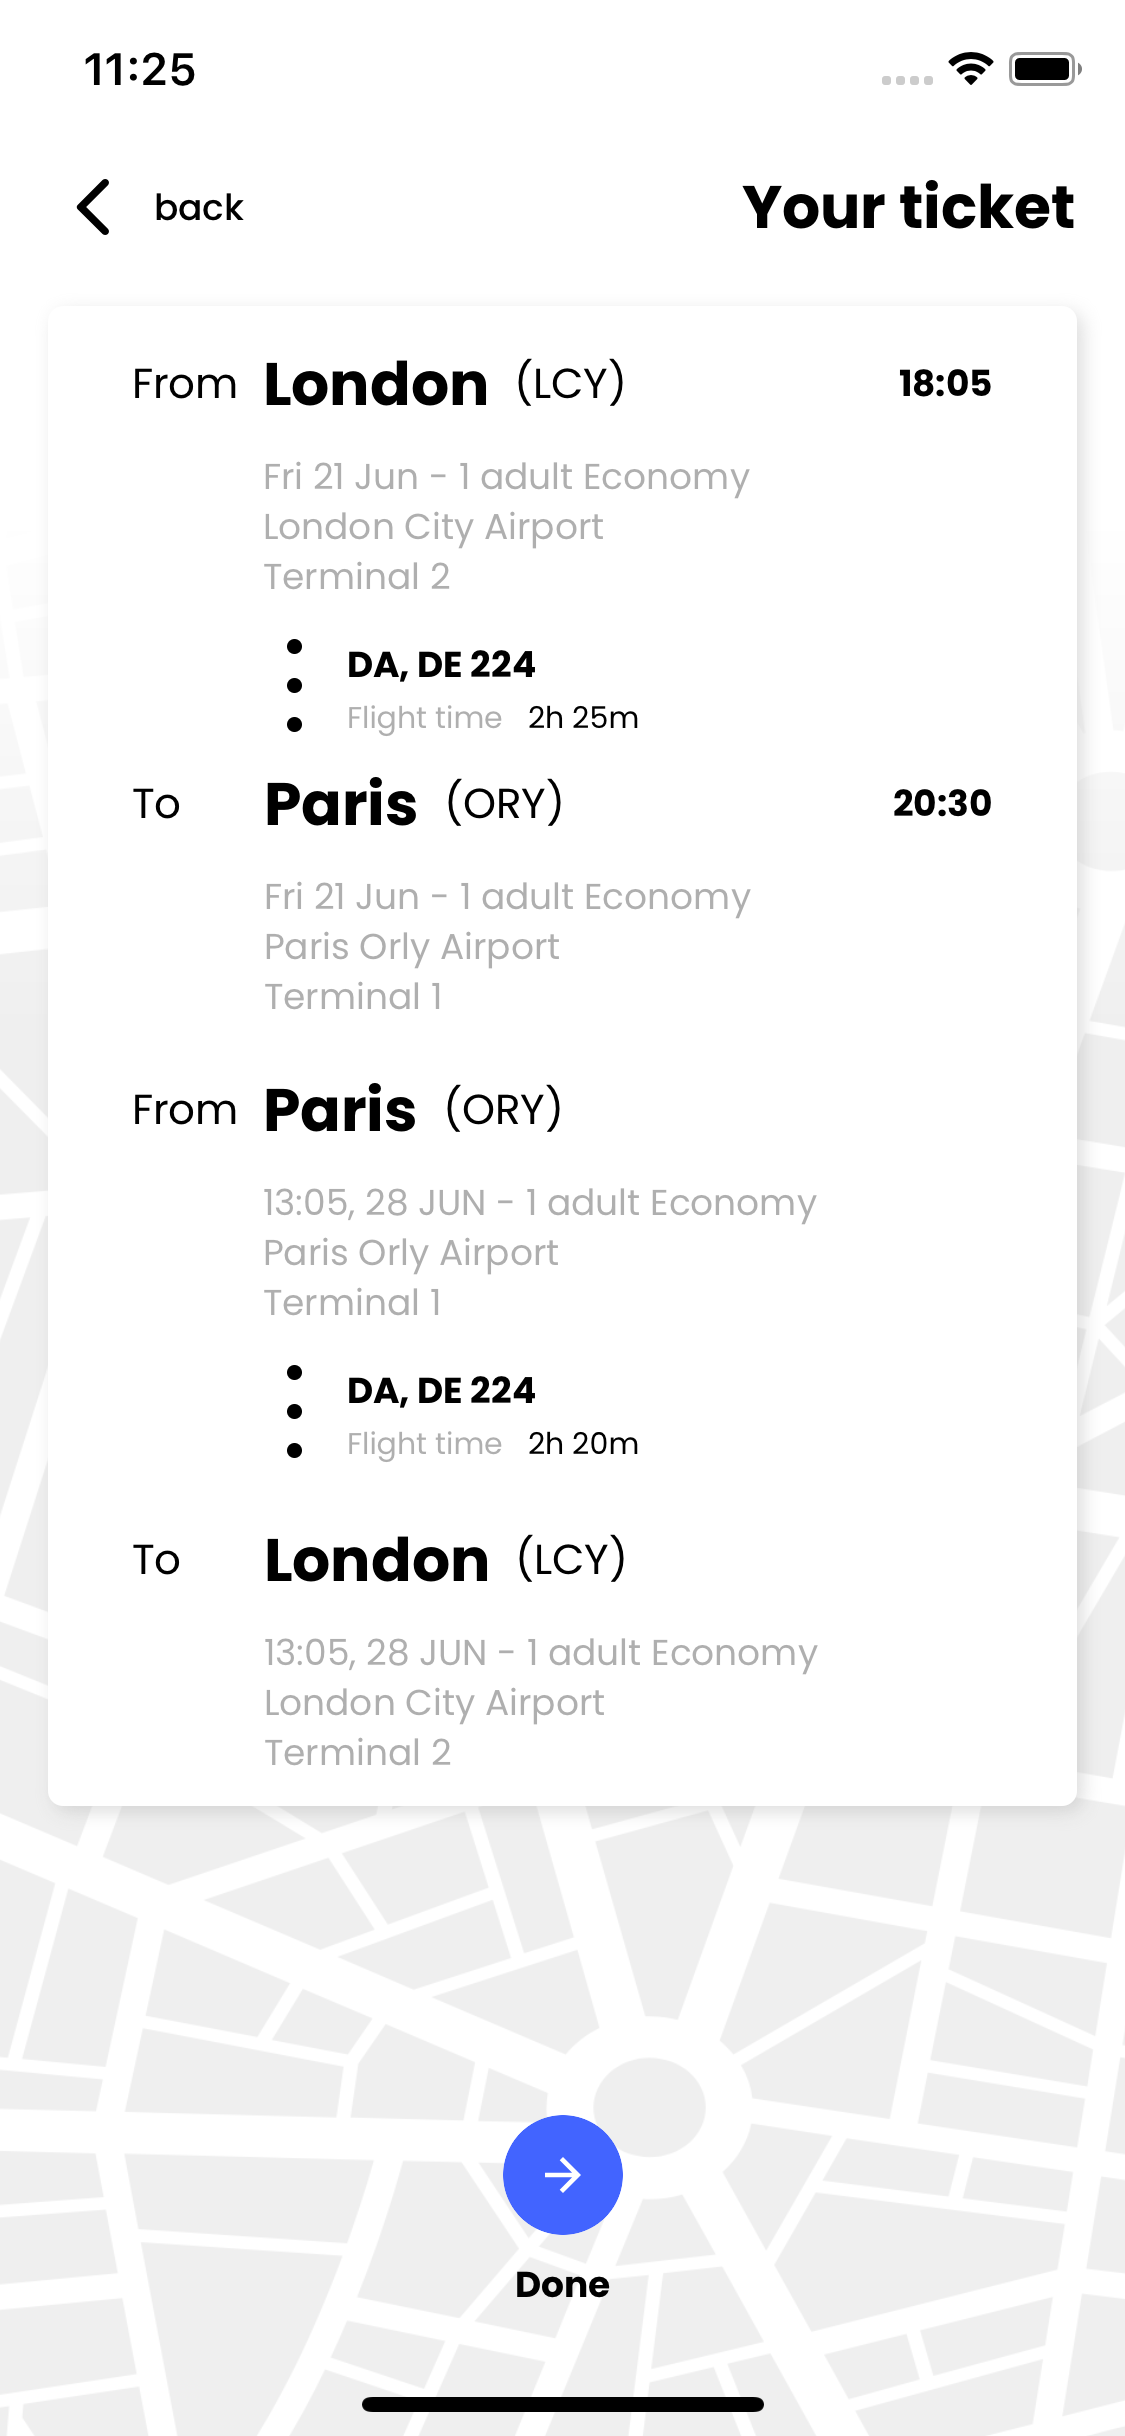 11:25
back
Your ticket
From London (LCY) 18:05
Fri 21 Jun - 1 adult Economy
London City Airport
Terminal 2
DA, DE 224
Flight time 2h 25m
To Paris (ORY) 20:30
Fri 21 Jun - 1 adult Economy
Paris Orly Airport
Terminal 1
From Paris (ORY)
13:05, 28 JUN - 1 adult Economy
Paris Orly Airport
Terminal 1
DA, DE 224
Flight time 2h 20m
To London (LCY)
13:05, 28 JUN - 1 adult Economy
London City Airport
Terminal 2
Done